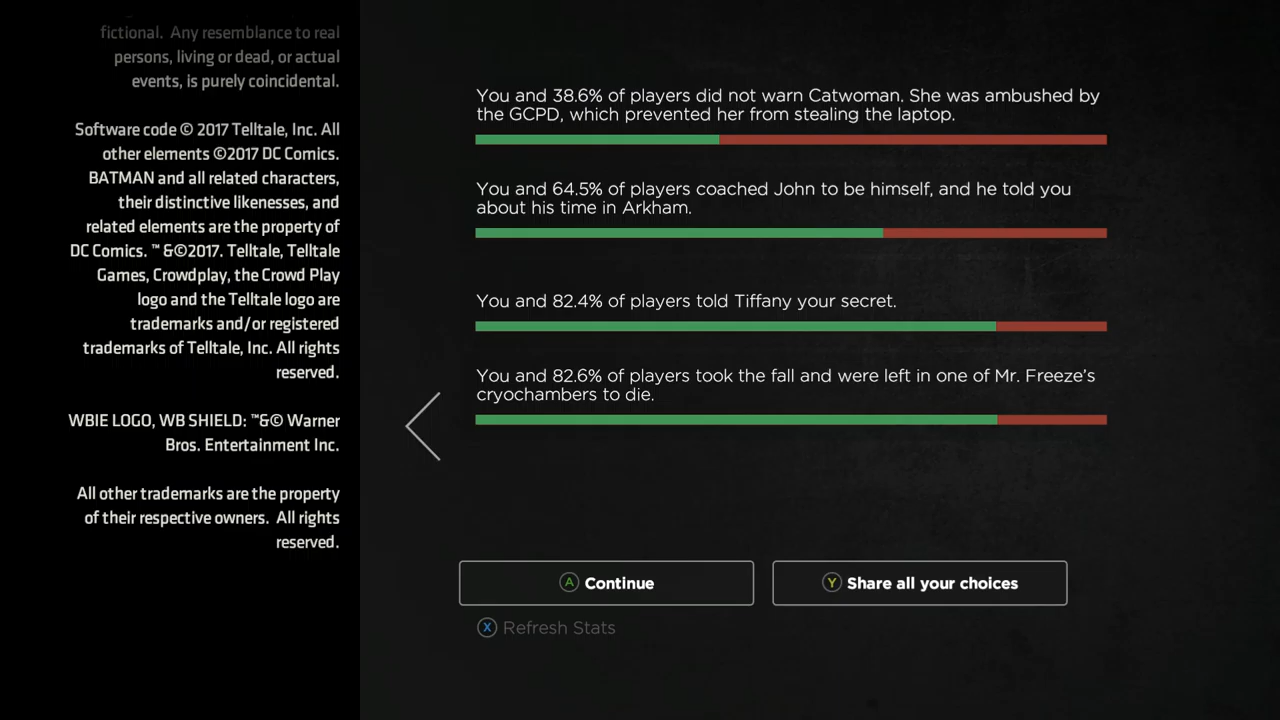 fictional. Any resemblance to real
persons, living or dead, or actual
events, is purely coincidental.
Software code © 2017 Telltale, Inc. All
other elements ©2017 DC Comics.
BATMAN and all related characters,
their distinctive likenesses, and
related elements are the property of
DC Comics. ™ &©2017. Telltale, Telltale
Games, Crowdplay, the Crowd Play
logo and the Telltale logo are
trademarks and/or registered
trademarks of Telltale, Inc. All rights
reserved.
WBIE LOGO, WB SHIELD: ™&© Warner
Bros. Entertainment Inc.
All other trademarks are the property
of their respective owners. All rights
reserved.
You and 38.6% of players did not warn Catwoman. She was ambushed by
the GCPD, which prevented her from stealing the laptop.
You and 64.5% of players coached John to be himself, and he told you
about his time in Arkham.
You and 82.4% of players told Tiffany your secret.
You and 82.6% of players took the fall and were left in one of Mr. Freeze's
cryochambers to die.
A Continue
Y Share all your choices
X Refresh Stats